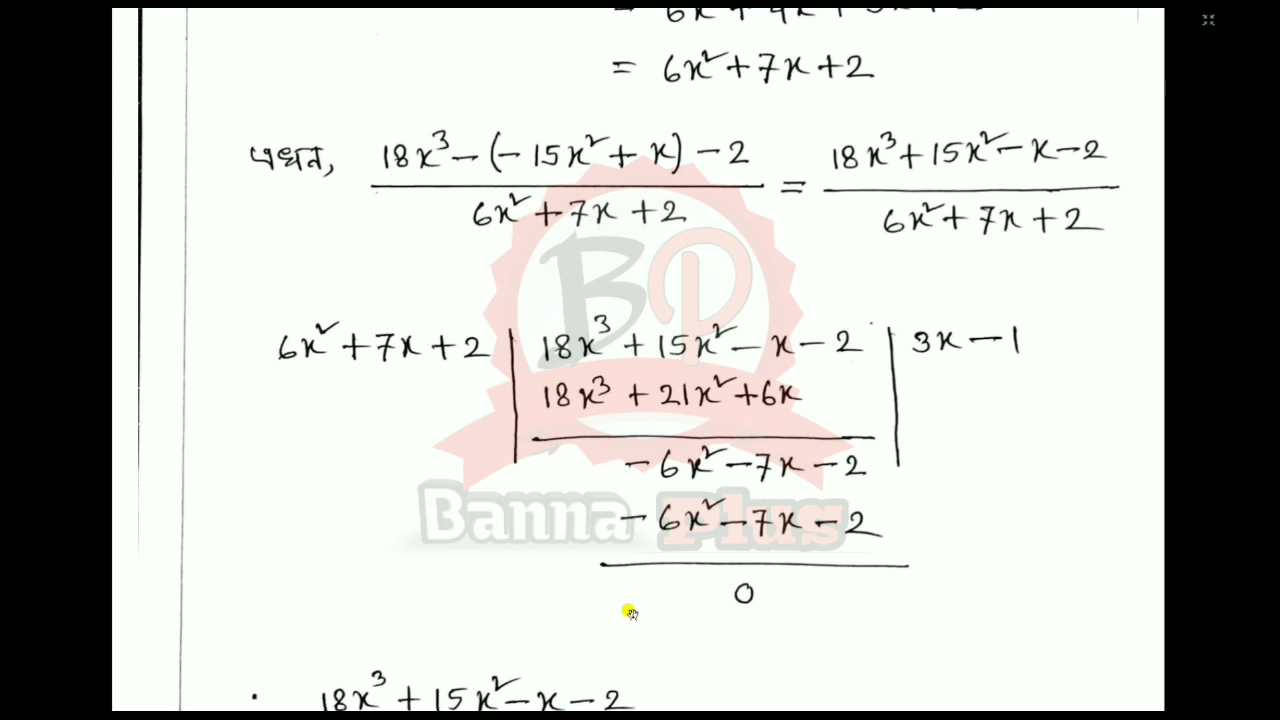 = 6x²+7x+2
এখন, 18x³-(-15x²+x)-2 / 6x²+7x+2 = 18x³+15x²-x-2 / 6x²+7x+2
BP
6x²+7x+2 | 18x³+15x²-x-2 | 3x-1
18x³+21x²+6x
-6x²-7x-2
-6x²-7x-2
Banna Plus
0
18x³+15x²-x-2